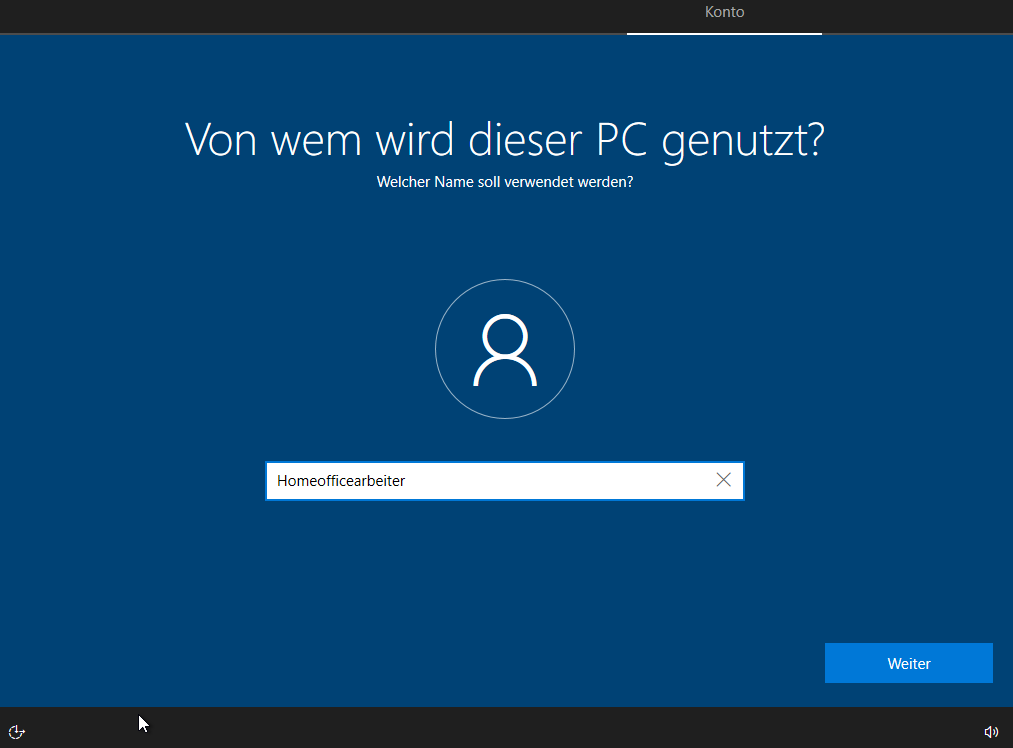 Konto
Von wem wird dieser PC genutzt?
Welcher Name soll verwendet werden?
Homeofficearbeiter
Weiter